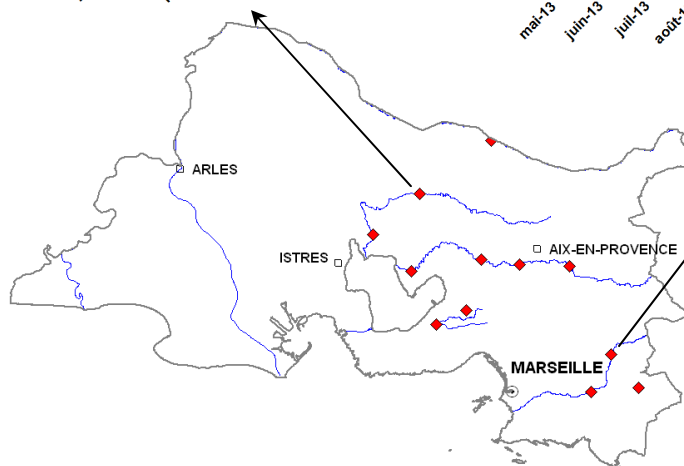 mai-13
juin-13
juil-13
ARLES
ISTRES
AIX-EN-PROVENCE
MARSEILLE